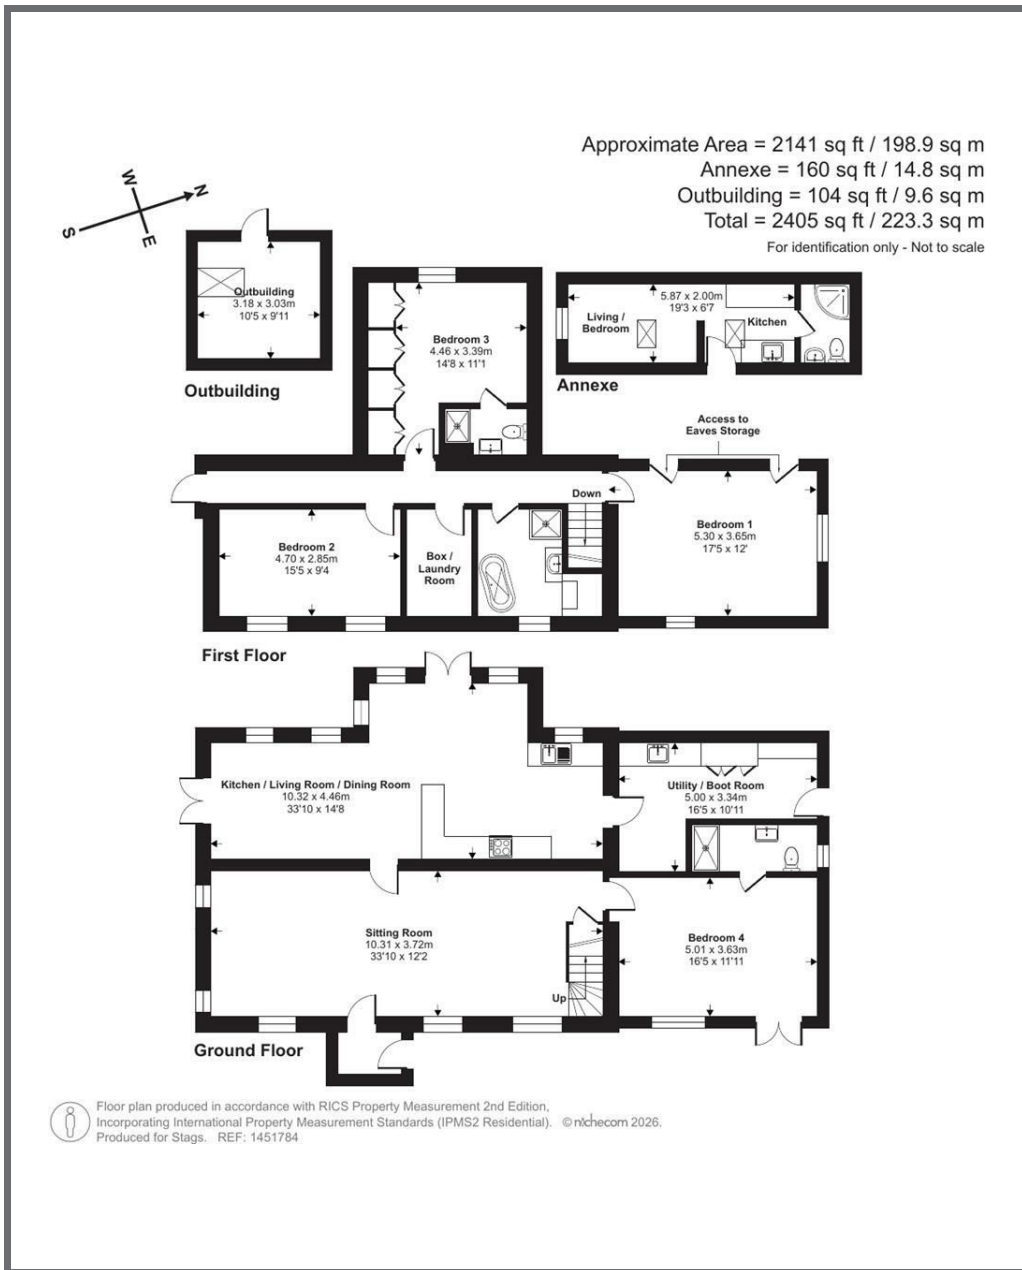 Approximate Area = 2141 sq ft / 198.9 sq m
Annexe = 160 sq ft / 14.8 sq m
Outbuilding = 104 sq ft / 9.6 sq m
Total = 2405 sq ft / 223.3 sq m
For identification only - Not to scale
W
N
S
E
Outbuilding
3.18 x 3.03m
10'5 x 9'11
Outbuilding
Bedroom 3
4.46 x 3.39m
14'8 x 11'1
5.87 x 2.00m
19'3 x 6'7
Living /
Bedroom
Kitchen
Annexe
Access to
Eaves Storage
Down
Bedroom 1
5.30 x 3.65m
17'5 x 12'
Bedroom 2
4.70 x 2.85m
15'5 x 9'4
Box /
Laundry
Room
First Floor
Kitchen / Living Room / Dining Room
10.32 x 4.46m
33'10 x 14'8
Utility / Boot Room
5.00 x 3.34m
16'5 x 10'11
Sitting Room
10.31 x 3.72m
33'10 x 12'2
Up
Bedroom 4
5.01 x 3.63m
16'5 x 11'11
Ground Floor
Floor plan produced in accordance with RICS Property Measurement 2nd Edition,
Incorporating International Property Measurement Standards (IPMS2 Residential). © nichecom 2026.
Produced for Stags. REF: 1451784